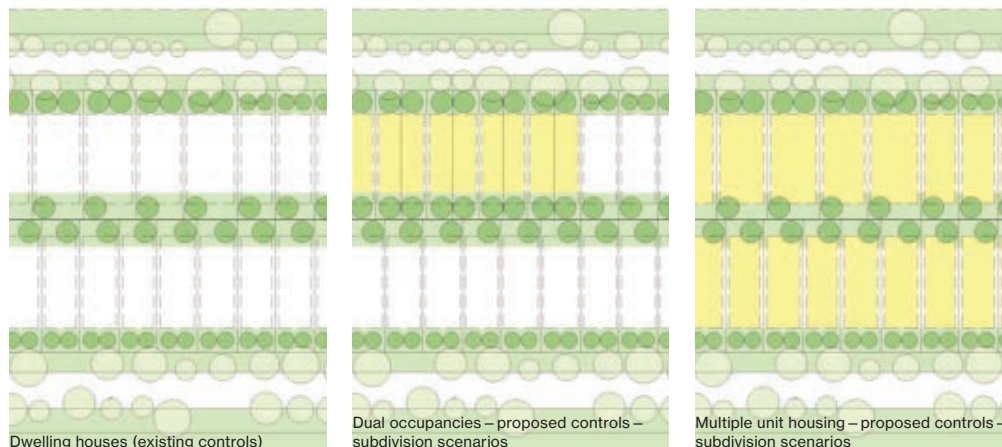 Dwelling houses (existing controls)
Dual occupancies – proposed controls –
subdivision scenarios
Multiple unit housing – proposed controls –
subdivision scenarios